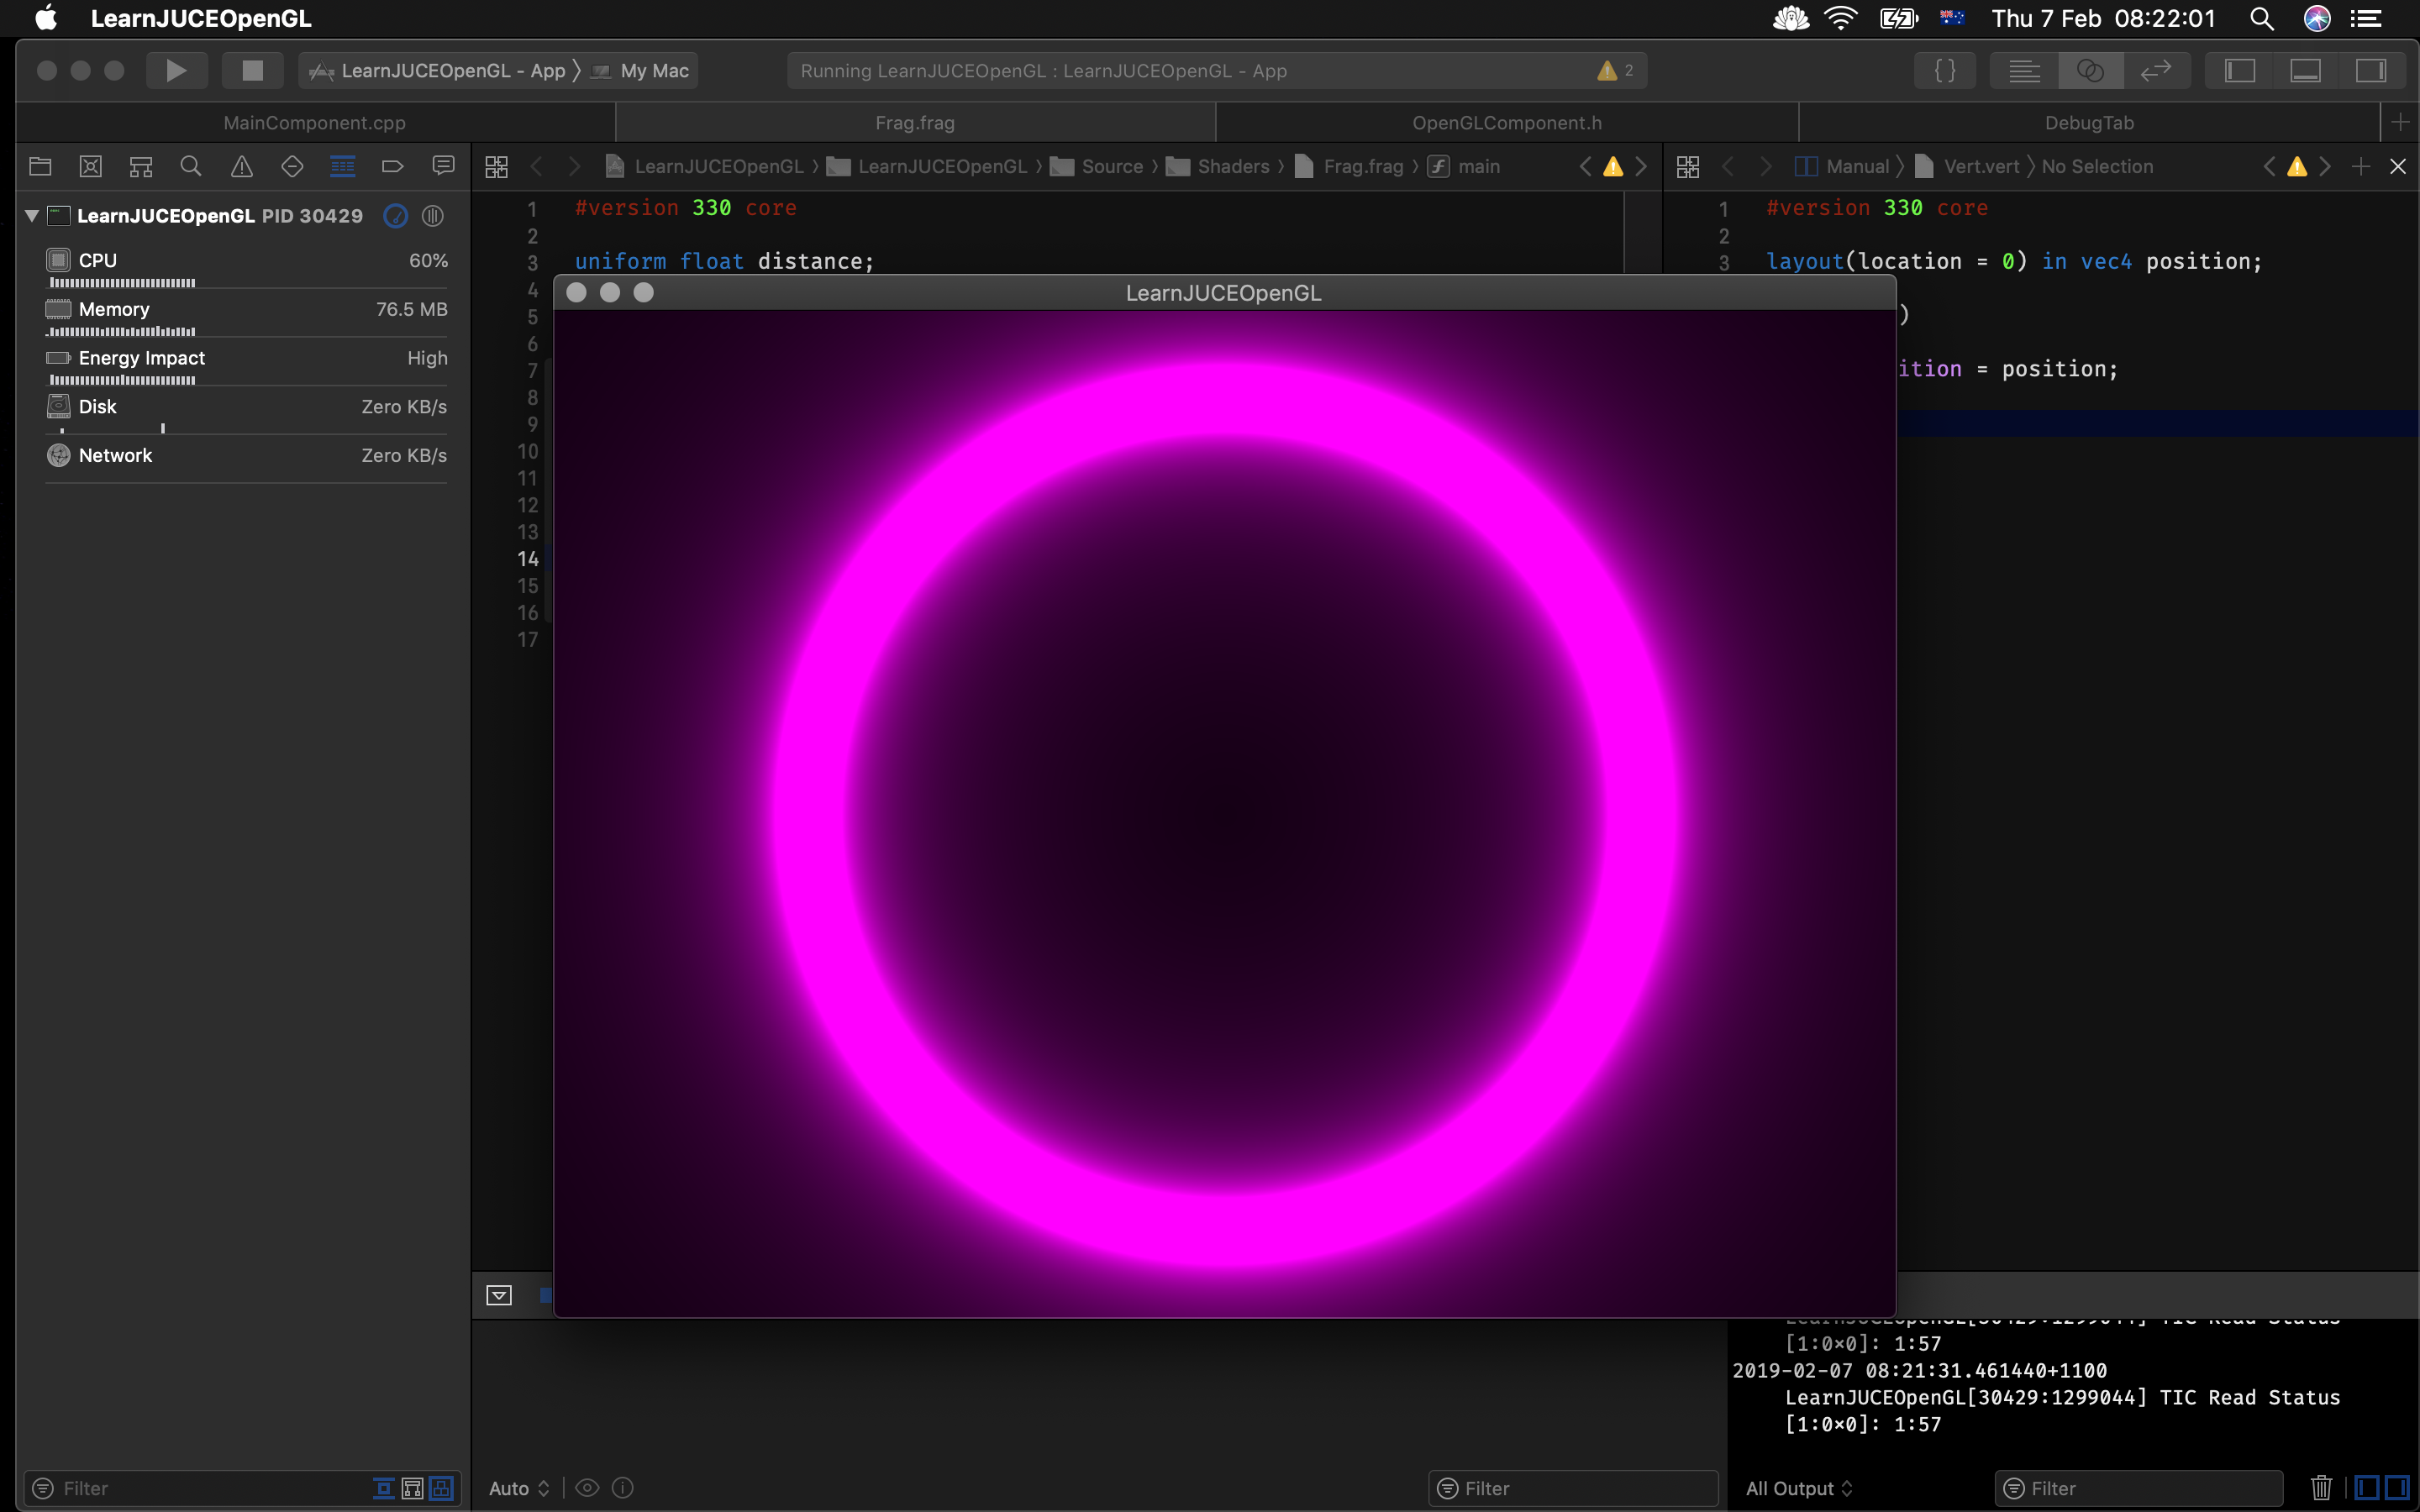 LearnJUCEOpenGL
Thu 7 Feb 08:22:01
LearnJUCEOpenGL - App
My Mac
Running LearnJUCEOpenGL : LearnJUCEOpenGL - App
2
{}
MainComponent.cpp
Frag.frag
OpenGLComponent.h
DebugTab
LearnJUCEOpenGL
LearnJUCEOpenGL
Source
Shaders
Frag.frag
main
Manual
Vert.vert
No Selection
LearnJUCEOpenGL PID 30429
CPU 60%
Memory 76.5 MB
Energy Impact High
Disk Zero KB/s
Network Zero KB/s
1 #version 330 core
2
3 uniform float distance;
4
5
6
7
8
9
10
11
12
13
14
15
16
17
1 #version 330 core
2
3 layout(location = 0) in vec4 position;
)
ition = position;
LearnJUCEOpenGL
LearnJUCEOpenGL[30429:1299044] TIC Read Status
[1:0×0]: 1:57
2019-02-07 08:21:31.461440+1100
LearnJUCEOpenGL[30429:1299044] TIC Read Status
[1:0×0]: 1:57
Filter
Auto
Filter
All Output
Filter